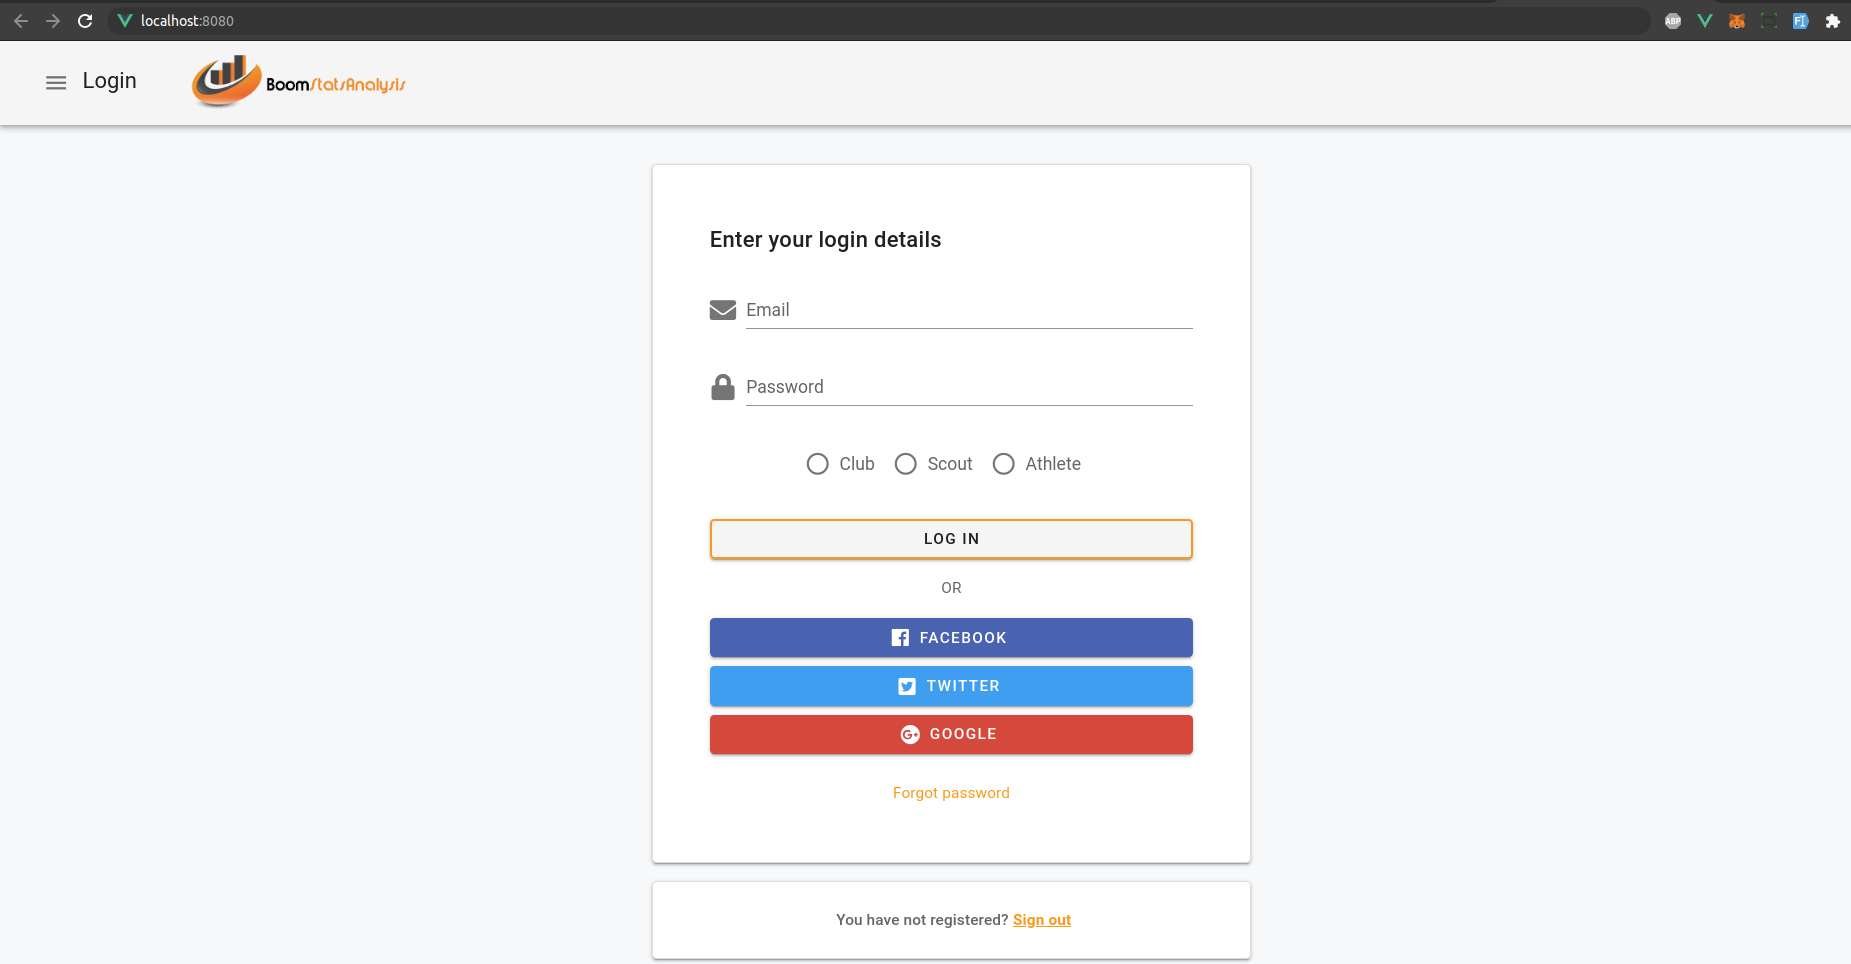 localhost:8080
ABP
Login
BoomStatsAnalysis
Enter your login details
Email
Password
Club Scout Athlete
LOG IN
OR
FACEBOOK
TWITTER
GOOGLE
Forgot password
You have not registered? Sign out